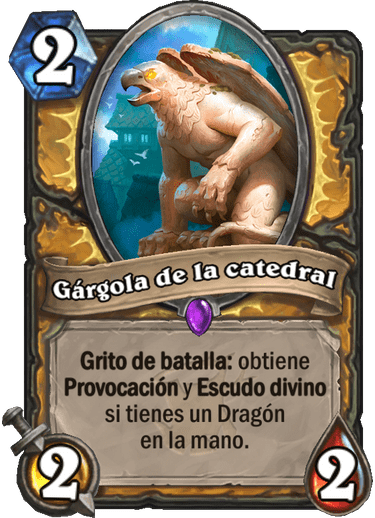 2
Gárgola de la catedral
Grito de batalla: obtiene
Provocación y Escudo divino
si tienes un Dragón
en la mano.
2
2